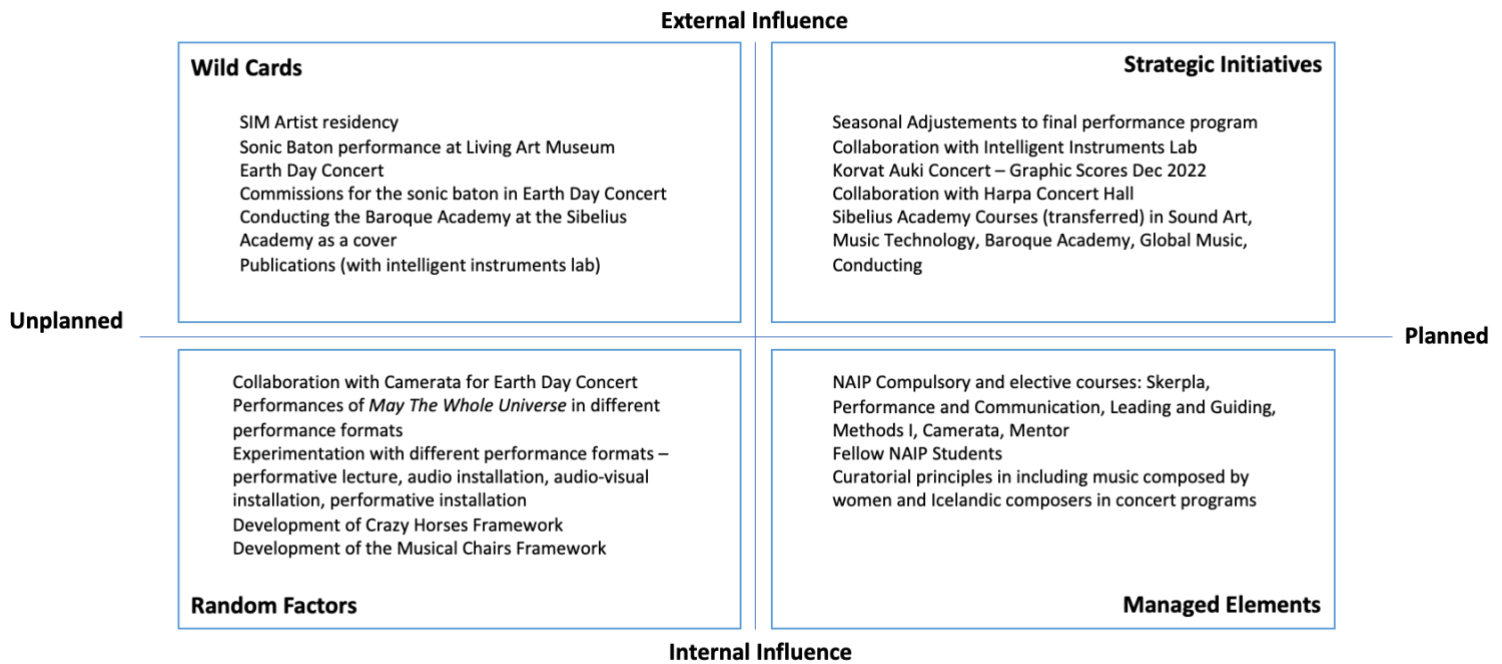 External Influence
Wild Cards
SIM Artist residency
Sonic Baton performance at Living Art Museum
Earth Day Concert
Commissions for the sonic baton in Earth Day Concert
Conducting the Baroque Academy at the Sibelius
Academy as a cover
Publications (with intelligent instruments lab)
Strategic Initiatives
Seasonal Adjustements to final performance program
Collaboration with Intelligent Instruments Lab
Korvat Auki Concert – Graphic Scores Dec 2022
Collaboration with Harpa Concert Hall
Sibelius Academy Courses (transferred) in Sound Art,
Music Technology, Baroque Academy, Global Music,
Conducting
Unplanned
Planned
Collaboration with Camerata for Earth Day Concert
Performances of May The Whole Universe in different
performance formats
Experimentation with different performance formats –
performative lecture, audio installation, audio-visual
installation, performative installation
Development of Crazy Horses Framework
Development of the Musical Chairs Framework
Random Factors
NAIP Compulsory and elective courses: Skerpla,
Performance and Communication, Leading and Guiding,
Methods I, Camerata, Mentor
Fellow NAIP Students
Curatorial principles in including music composed by
women and Icelandic composers in concert programs
Managed Elements
Internal Influence